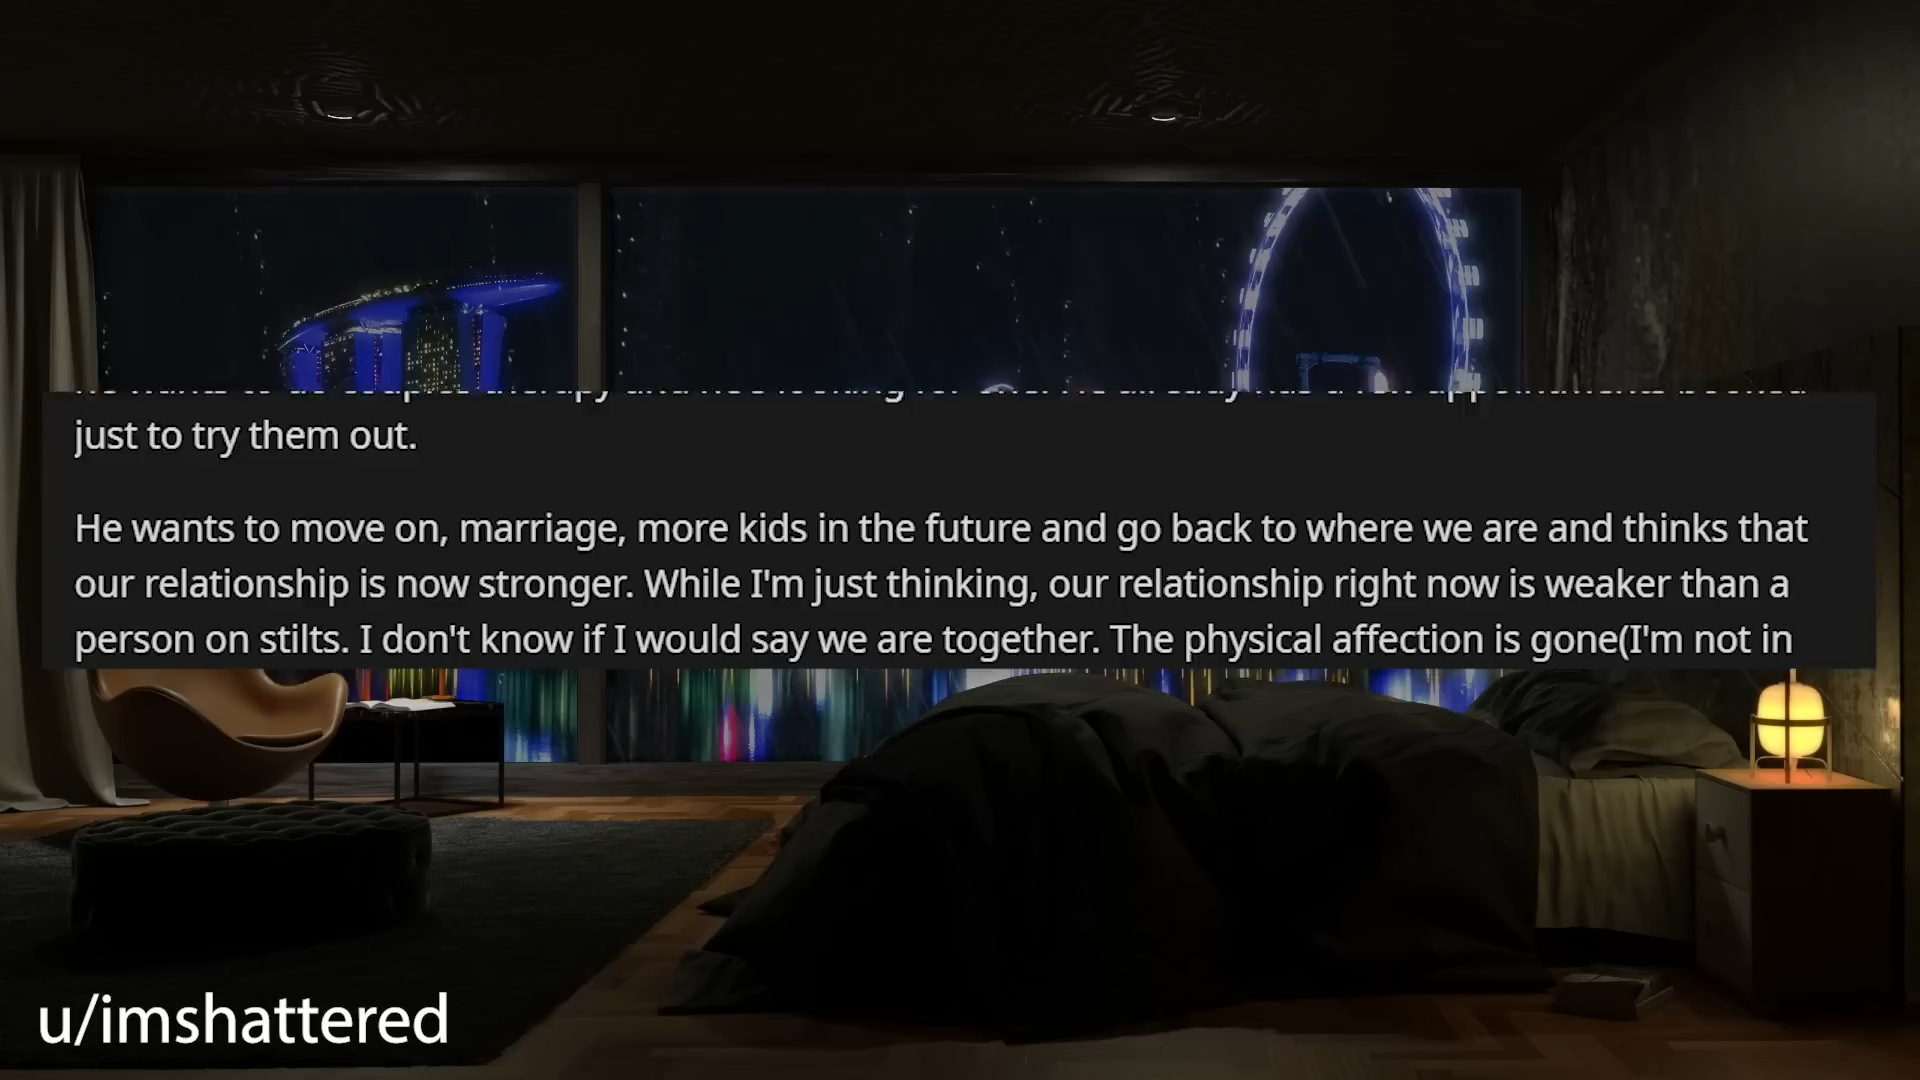 just to try them out.
He wants to move on, marriage, more kids in the future and go back to where we are and thinks that
our relationship is now stronger. While I'm just thinking, our relationship right now is weaker than a
person on stilts. I don't know if I would say we are together. The physical affection is gone(I'm not in
u/imshattered